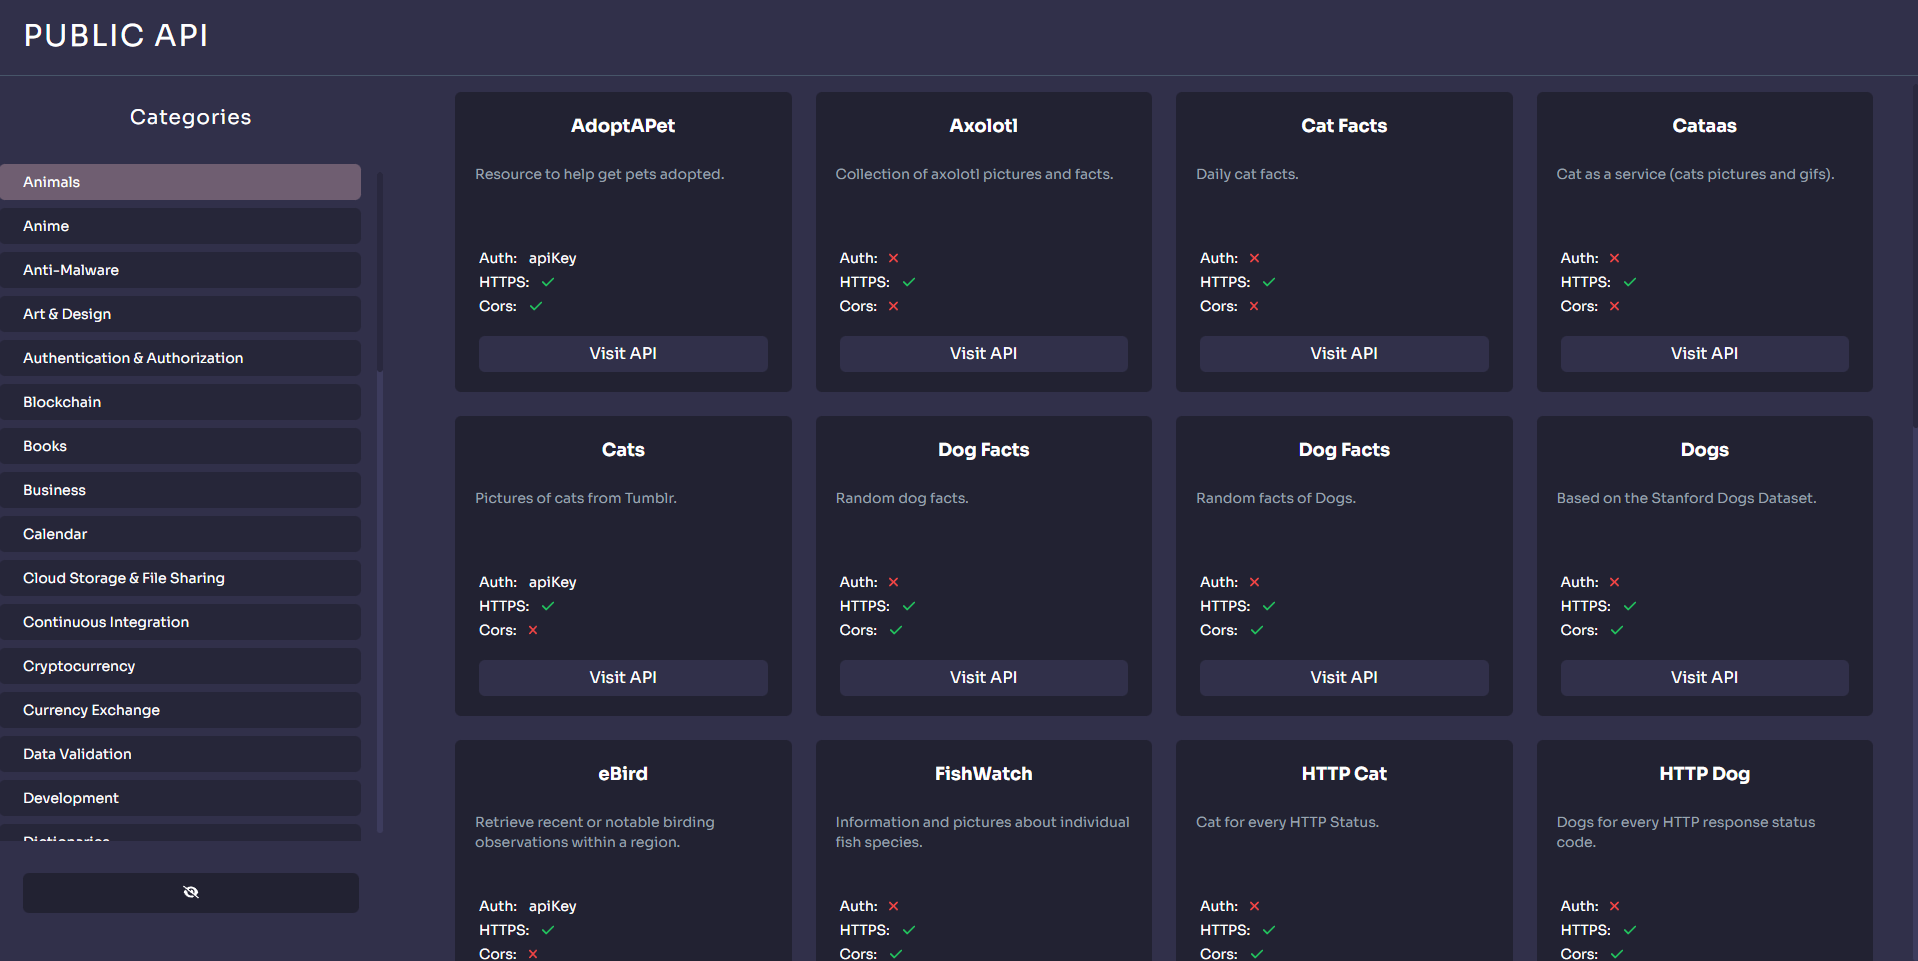 PUBLIC API
Categories
Animals
Anime
Anti-Malware
Art & Design
Authentication & Authorization
Blockchain
Books
Business
Calendar
Cloud Storage & File Sharing
Continuous Integration
Cryptocurrency
Currency Exchange
Data Validation
Development
Dictionaries
AdoptAPet
Resource to help get pets adopted.
Auth: apiKey
HTTPS:
Cors:
Visit API
Axolotl
Collection of axolotl pictures and facts.
Auth:
HTTPS:
Cors:
Visit API
Cat Facts
Daily cat facts.
Auth:
HTTPS:
Cors:
Visit API
Cataas
Cat as a service (cats pictures and gifs).
Auth:
HTTPS:
Cors:
Visit API
Cats
Pictures of cats from Tumblr.
Auth: apiKey
HTTPS:
Cors:
Visit API
Dog Facts
Random dog facts.
Auth:
HTTPS:
Cors:
Visit API
Dog Facts
Random facts of Dogs.
Auth:
HTTPS:
Cors:
Visit API
Dogs
Based on the Stanford Dogs Dataset.
Auth:
HTTPS:
Cors:
Visit API
eBird
Retrieve recent or notable birding
observations within a region.
Auth: apiKey
HTTPS:
Cors:
FishWatch
Information and pictures about individual
fish species.
Auth:
HTTPS:
Cors:
HTTP Cat
Cat for every HTTP Status.
Auth:
HTTPS:
Cors:
HTTP Dog
Dogs for every HTTP response status
code.
Auth:
HTTPS:
Cors: